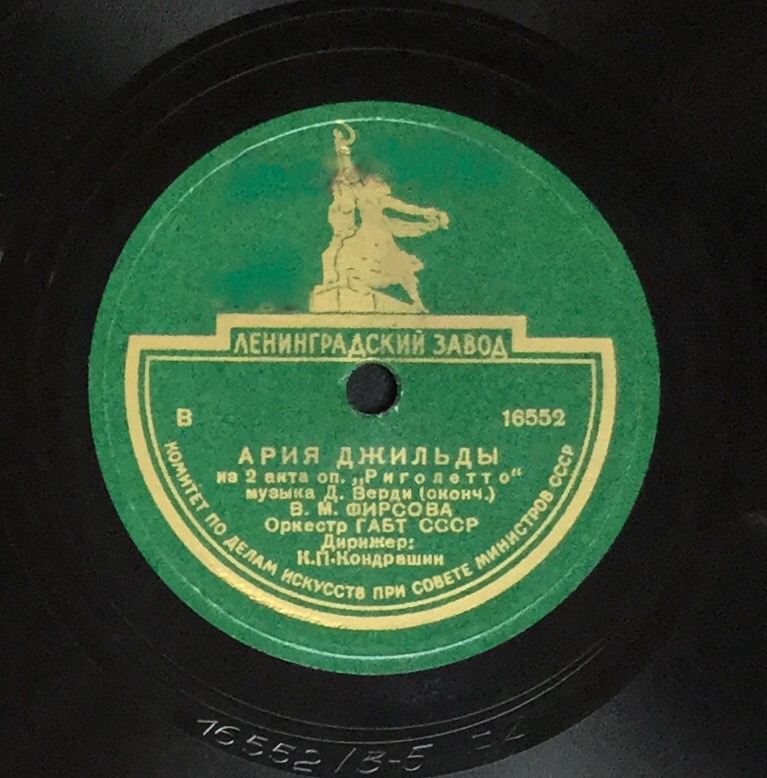 ЛЕНИНГРАДСКИЙ ЗАВОД
В 16552
АРИЯ ДЖИЛЬДЫ
из 2 акта оп. „Риголетто“
музыка Д. Верди (оконч.)
В. М. ФИРСОВА
Оркестр ГАБТ СССР
Дирижер:
К.П.Кондрашин
КОМИТЕТ ПО ДЕЛАМ ИСКУССТВ ПРИ СОВЕТЕ МИНИСТРОВ СССР
16552/3-5